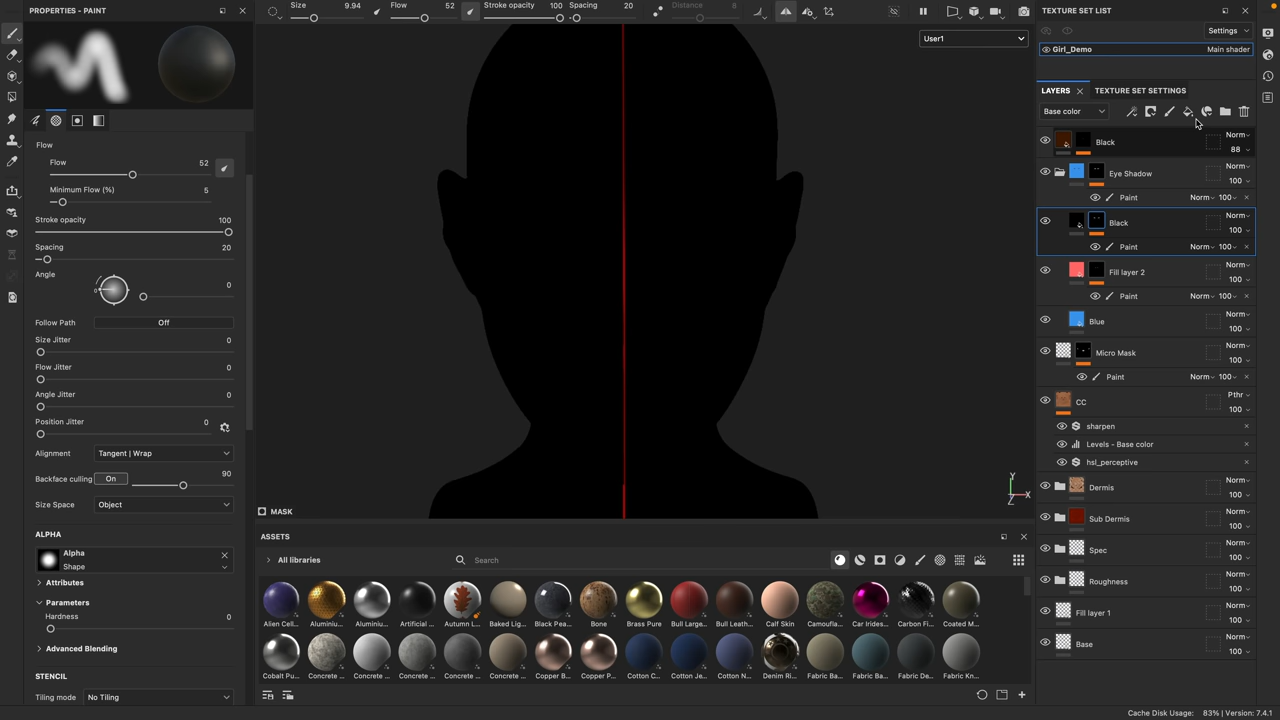 PROPERTIES - PAINT
Size 9.94
Flow 52
Stroke opacity 100
Spacing 20
Distance 8
User1
Flow
Flow 52
Minimum Flow (%) 5
Stroke opacity 100
Spacing 20
Angle
0
Follow Path Off
Size Jitter 0
Flow Jitter 0
Angle Jitter 0
Position Jitter 0
Alignment Tangent | Wrap
Backface culling On 90
Size Space Object
ALPHA
Alpha
Shape
Attributes
Parameters
Hardness 0
Advanced Blending
STENCIL
Tiling mode No Tiling
Y
X
Z
MASK
ASSETS
All libraries
Search
Alien Cell... Aluminiu... Aluminiu... Artificial ... Autumn L... Baked Lig... Black Pea... Bone Brass Pure Bull Large... Bull Leath... Calf Skin Camoufla... Car Irides... Carbon Fi... Coated M...
Cobalt Pu... Concrete ... Concrete ... Concrete ... Concrete ... Concrete ... Copper B... Copper P... Cotton C... Cotton Je... Cotton N... Denim Ri... Fabric Ba... Fabric Ba... Fabric De... Fabric Kn...
TEXTURE SET LIST
Settings
Girl_Demo Main shader
LAYERS TEXTURE SET SETTINGS
Base color
Black Norm 88
Eye Shadow Norm 100
Paint Norm 100
Black Norm 100
Paint Norm 100
Fill layer 2 Norm 100
Paint Norm 100
Blue Norm 100
Micro Mask Norm 100
Paint Norm 100
CC Pthr 100
sharpen
Levels - Base color
hsl_perceptive
Dermis Norm 100
Sub Dermis Norm 100
Spec Norm 100
Roughness Norm 100
Fill layer 1 Norm 100
Base Norm 100
Cache Disk Usage: 83% | Version: 7.4.1